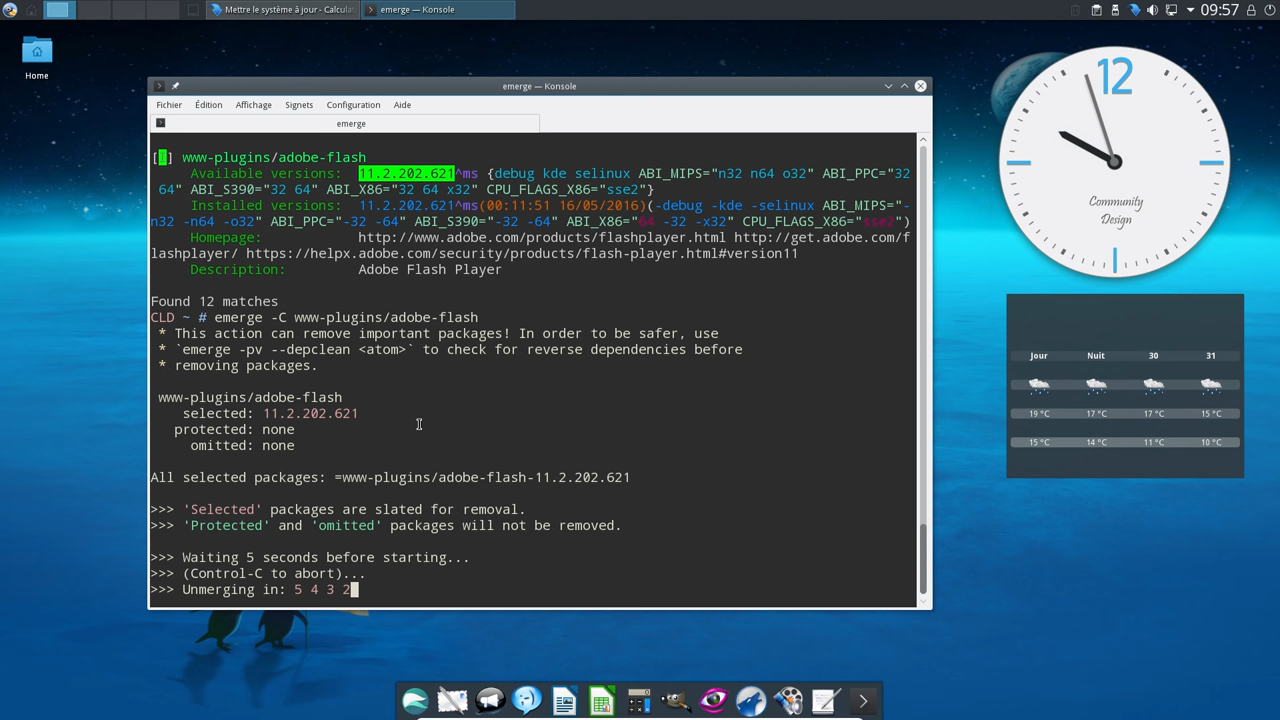 Mettre le système à jour - Calcula
emerge — Konsole
09:57
Home
emerge — Konsole
Fichier Édition Affichage Signets Configuration Aide
emerge
[I] www-plugins/adobe-flash
Available versions: 11.2.202.621^ms {debug kde selinux ABI_MIPS="n32 n64 o32" ABI_PPC="32
64" ABI_S390="32 64" ABI_X86="32 64 x32" CPU_FLAGS_X86="sse2"}
Installed versions: 11.2.202.621^ms(00:11:51 16/05/2016)(-debug -kde -selinux ABI_MIPS="-
n32 -n64 -o32" ABI_PPC="-32 -64" ABI_S390="-32 -64" ABI_X86="64 -32 -x32" CPU_FLAGS_X86="sse2")
Homepage: http://www.adobe.com/products/flashplayer.html http://get.adobe.com/f
lashplayer/ https://helpx.adobe.com/security/products/flash-player.html#version11
Description: Adobe Flash Player
Found 12 matches
CLD ~ # emerge -C www-plugins/adobe-flash
* This action can remove important packages! In order to be safer, use
* `emerge -pv --depclean <atom>` to check for reverse dependencies before
* removing packages.
www-plugins/adobe-flash
selected: 11.2.202.621
protected: none
omitted: none
All selected packages: =www-plugins/adobe-flash-11.2.202.621
>>> 'Selected' packages are slated for removal.
>>> 'Protected' and 'omitted' packages will not be removed.
>>> Waiting 5 seconds before starting...
>>> (Control-C to abort)...
>>> Unmerging in: 5 4 3 2
12
Community
Design
Jour Nuit 30 31
19 °C 17 °C 17 °C 15 °C
15 °C 14 °C 11 °C 10 °C